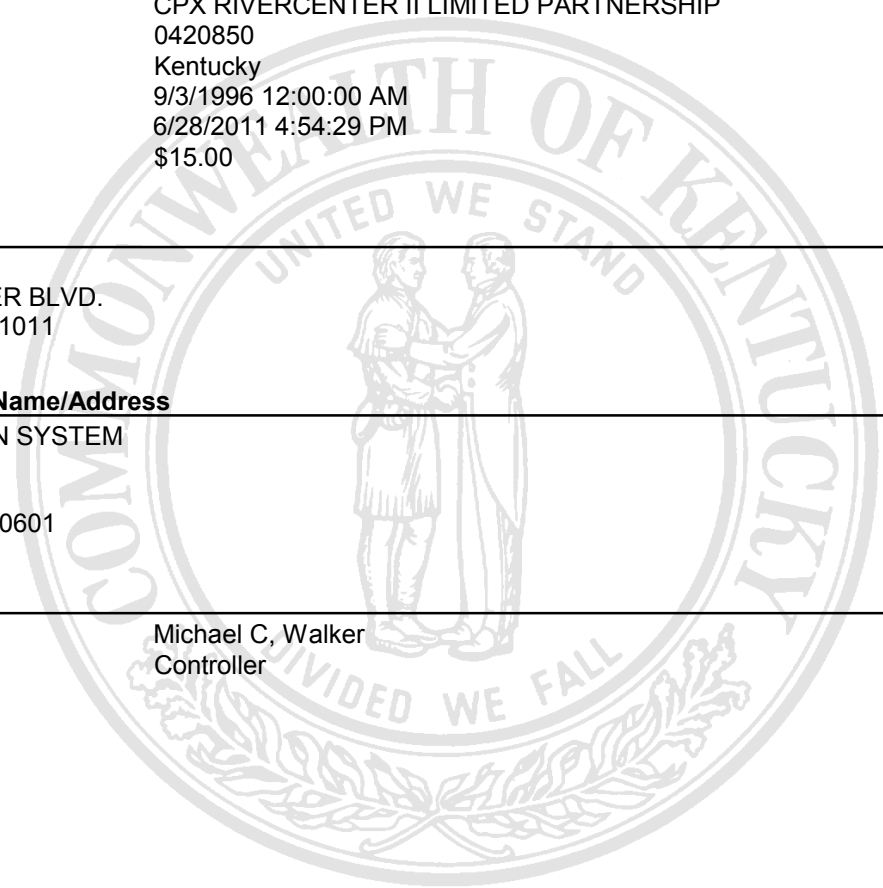 CPX RIVERCENTER II LIMITED PARTNERSHIP
0420850
Kentucky
9/3/1996 12:00:00 AM
6/28/2011 4:54:29 PM
$15.00
ER BLVD.
1011
Name/Address
N SYSTEM
0601
Michael C, Walker
Controller
COMMONWEALTH OF KENTUCKY
UNITED WE STAND
DIVIDED WE FALL